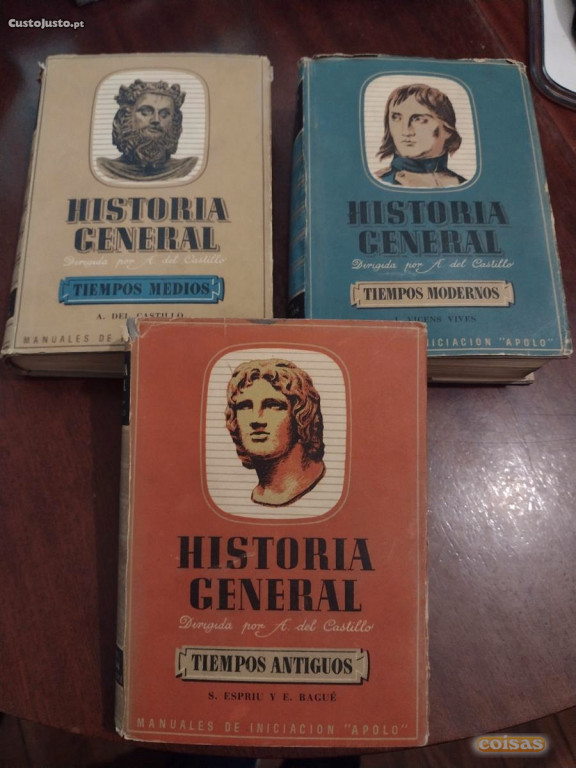 CustoJusto.pt
HISTORIA
GENERAL
Dirigida por A. del Castillo
TIEMPOS MEDIOS
A. DEL CASTILLO
MANUALES DE
HISTORIA
GENERAL
Dirigida por A. del Castillo
TIEMPOS MODERNOS
VICENS VIVES
INICIACION "APOLO"
HISTORIA
GENERAL
Dirigida por A. del Castillo
TIEMPOS ANTIGUOS
S. ESPRIU Y E. BAGUÉ
MANUALES DE INICIACION "APOLO"
coisas